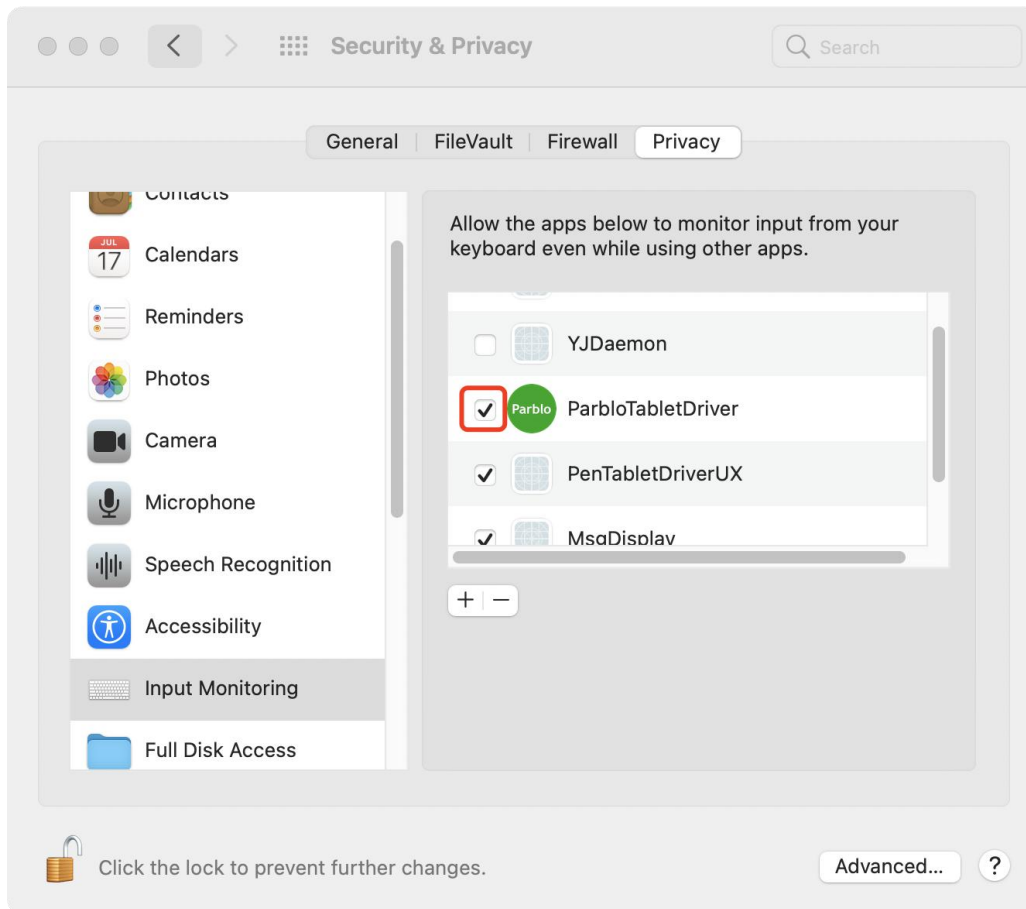 Security & Privacy
Search
General
FileVault
Firewall
Privacy
Contacts
JUL
17
Calendars
Reminders
Photos
Camera
Microphone
Speech Recognition
Accessibility
Input Monitoring
Full Disk Access
Allow the apps below to monitor input from your
keyboard even while using other apps.
YJDaemon
Parblo
ParbloTabletDriver
PenTabletDriverUX
MsgDisplay
+ −
Click the lock to prevent further changes.
Advanced...
?